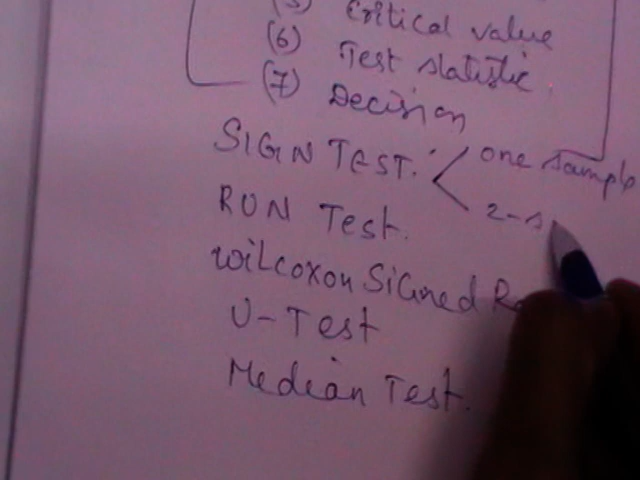 (5) Critical value
(6) Test statistic
(7) Decision
SIGN TEST. one sample
2-s
RUN Test.
Wilcoxon Signed R
U-Test
Median Test.